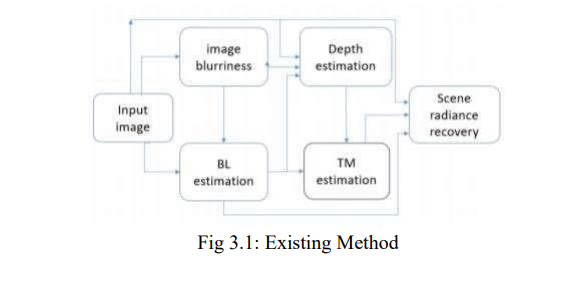 image
blurriness
Depth
estimation
Input
image
Scene
radiance
recovery
BL
estimation
TM
estimation
Fig 3.1: Existing Method